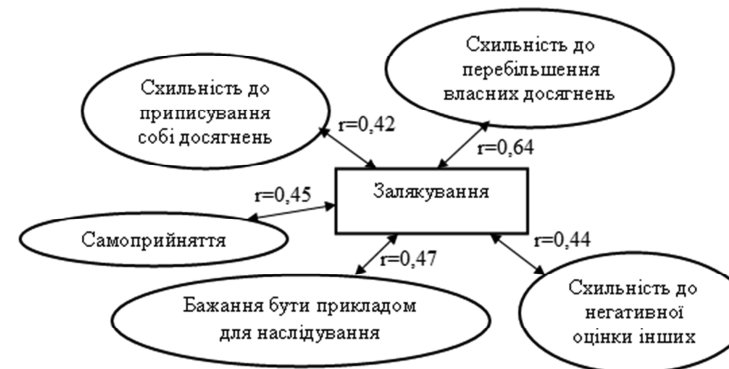 Схильність до
перебільшення
власних досягнень
Схильність до
приписування
собі досягнень
r=0,42
r=0,64
Залякування
r=0,45
Самоприйняття
r=0,47
r=0,44
Бажання бути прикладом
для наслідування
Схильність до
негативної
оцінки інших